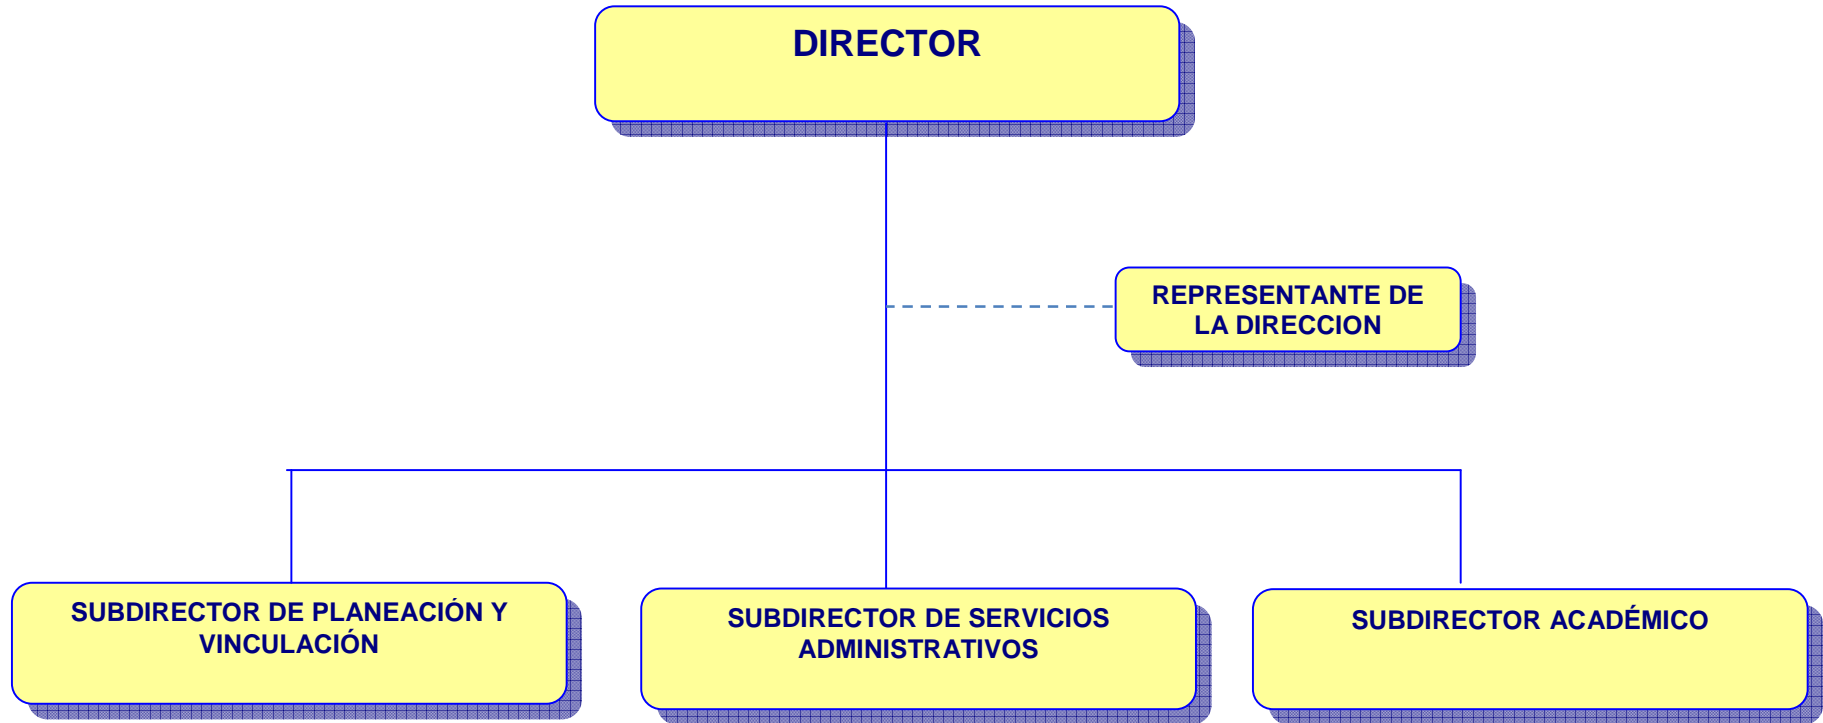 DIRECTOR
REPRESENTANTE DE
LA DIRECCION
SUBDIRECTOR DE PLANEACIÓN Y
VINCULACIÓN
SUBDIRECTOR DE SERVICIOS
ADMINISTRATIVOS
SUBDIRECTOR ACADÉMICO